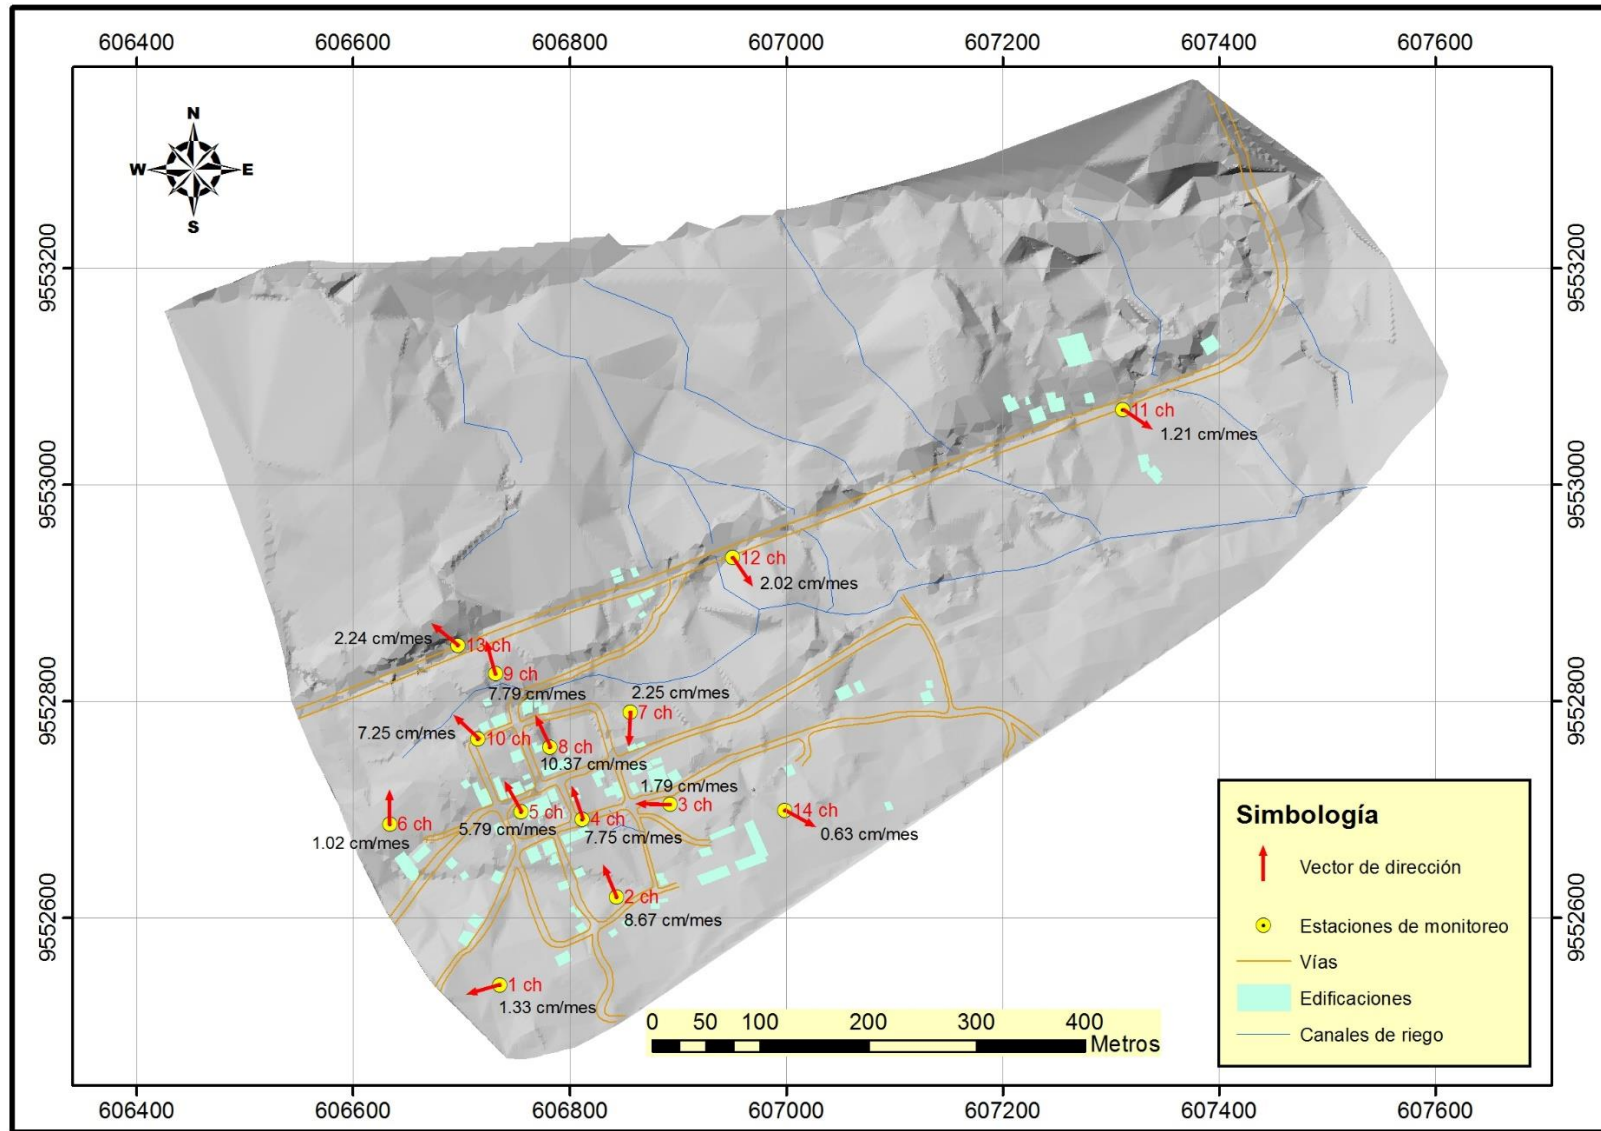 606400 606600 606800 607000 607200 607400 607600
N
W E
S
9553200 9553200
11 ch
1.21 cm/mes
9553000 9553000
12 ch
2.02 cm/mes
2.24 cm/mes
13 ch
9 ch
7.79 cm/mes
2.25 cm/mes
9552800 9552800
7 ch
7.25 cm/mes
10 ch
8 ch
10.37 cm/mes
1.79 cm/mes
3 ch
14 ch
0.63 cm/mes
5 ch
4 ch
6 ch
5.79 cm/mes
7.75 cm/mes
1.02 cm/mes
2 ch
8.67 cm/mes
9552600 9552600
1 ch
1.33 cm/mes
Simbología
Vector de dirección
Estaciones de monitoreo
Vías
Edificaciones
Canales de riego
0 50 100 200 300 400
Metros
606400 606600 606800 607000 607200 607400 607600